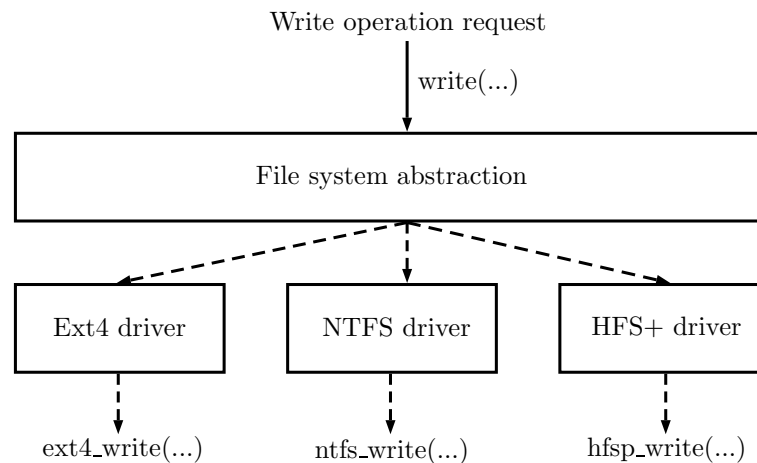 Write operation request
write(...)
File system abstraction
Ext4 driver
NTFS driver
HFS+ driver
ext4_write(...)
ntfs_write(...)
hfsp_write(...)